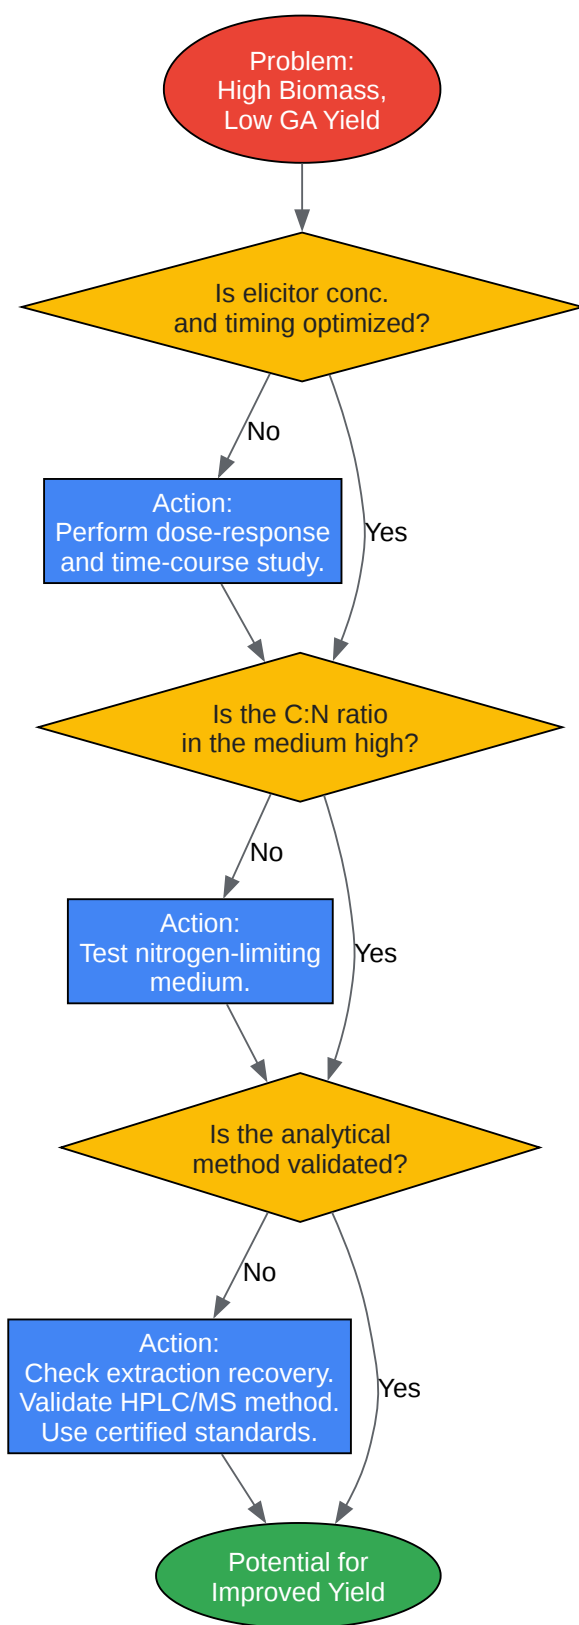 Problem:
High Biomass,
Low GA Yield
Is elicitor conc.
and timing optimized?
No
Yes
Action:
Perform dose-response
and time-course study.
Is the C:N ratio
in the medium high?
No
Yes
Action:
Test nitrogen-limiting
medium.
Is the analytical
method validated?
No
Yes
Action:
Check extraction recovery.
Validate HPLC/MS method.
Use certified standards.
Potential for
Improved Yield